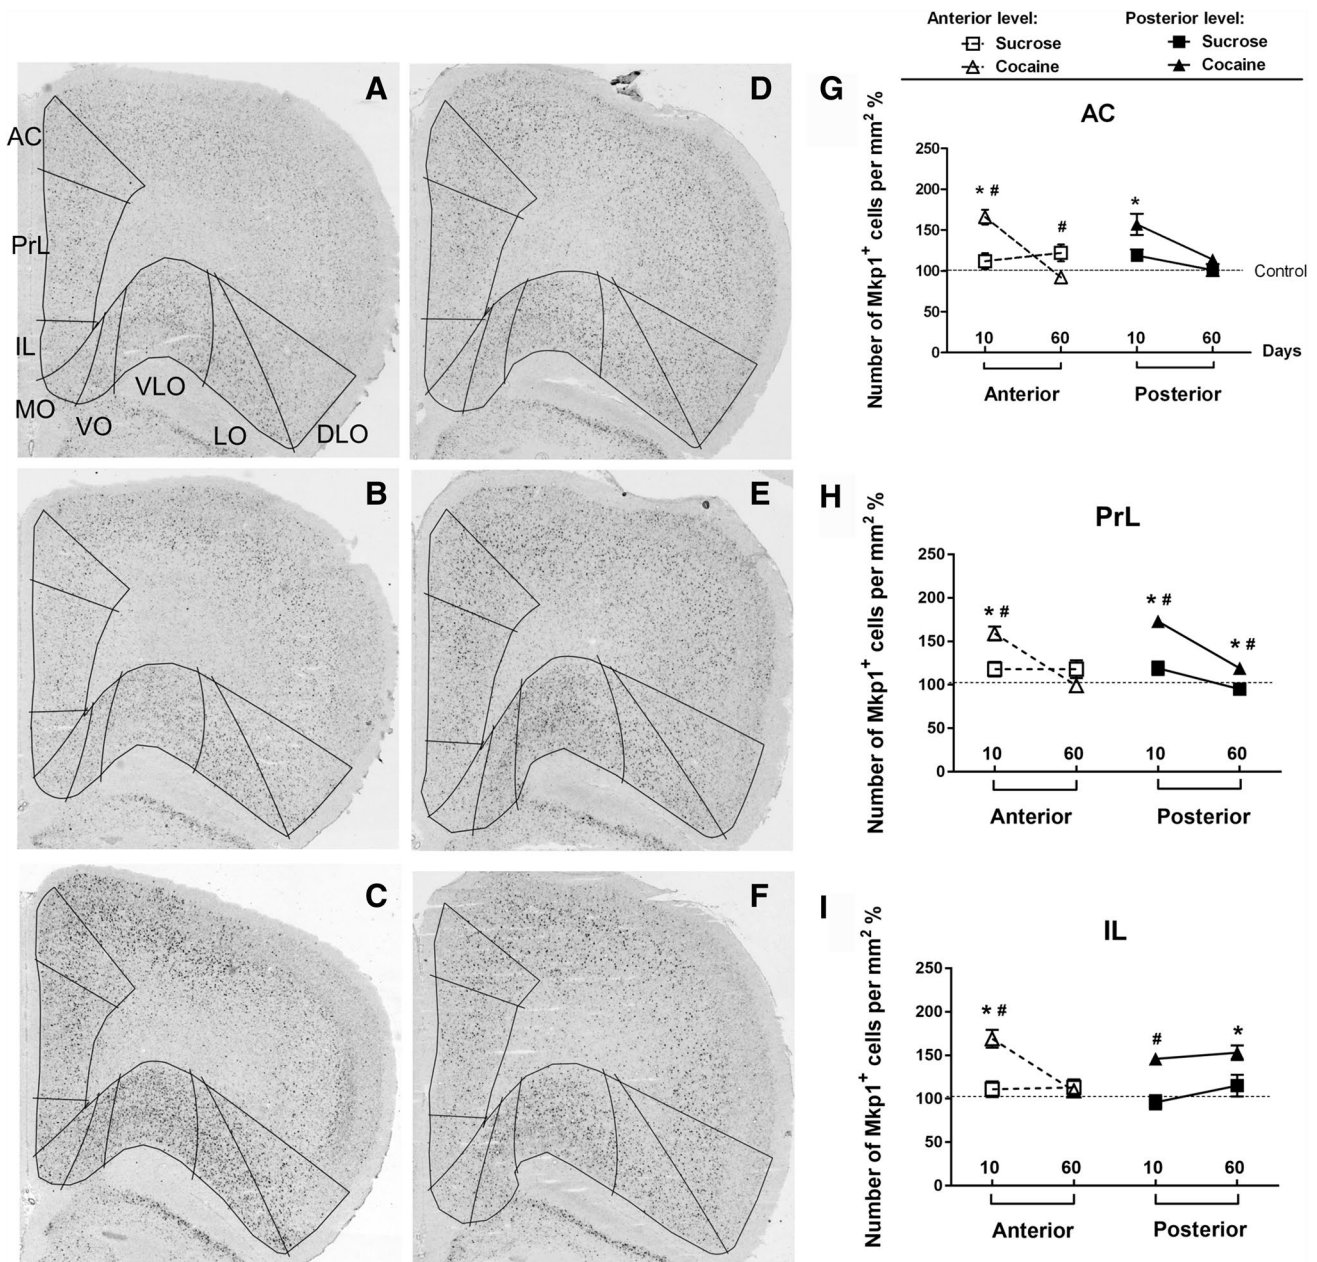 Anterior level:
Posterior level:
Sucrose
Sucrose
Cocaine
Cocaine
A
AC
PrL
IL
MO
VO
VLO
LO
DLO
D
B
E
C
F
G
AC
Number of Mkp1+ cells per mm2 %
250
200
150
100
50
0
* #
#
*
Control
10
60
10
60
Days
Anterior
Posterior
H
PrL
Number of Mkp1+ cells per mm2 %
250
200
150
100
50
0
* #
* #
* #
10
60
10
60
Anterior
Posterior
I
IL
Number of Mkp1+ cells per mm2 %
250
200
150
100
50
0
* #
#
*
10
60
10
60
Anterior
Posterior